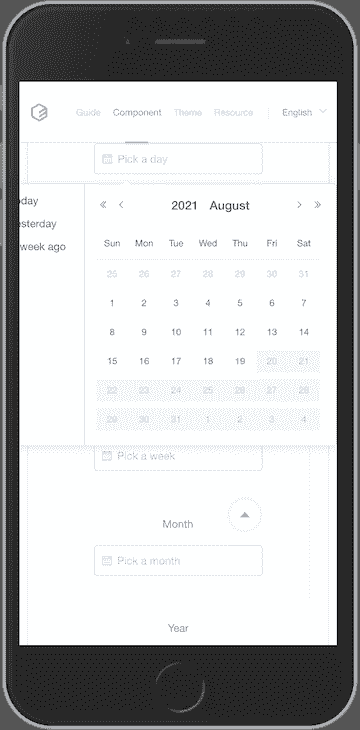 Guide Component Theme Resource English
Pick a day
oday
esterday
week ago
2021 August
Sun Mon Tue Wed Thu Fri Sat
25 26 27 28 29 30 31
1 2 3 4 5 6 7
8 9 10 11 12 13 14
15 16 17 18 19 20 21
22 23 24 25 26 27 28
29 30 31 1 2 3 4
Pick a week
Month
Pick a month
Year